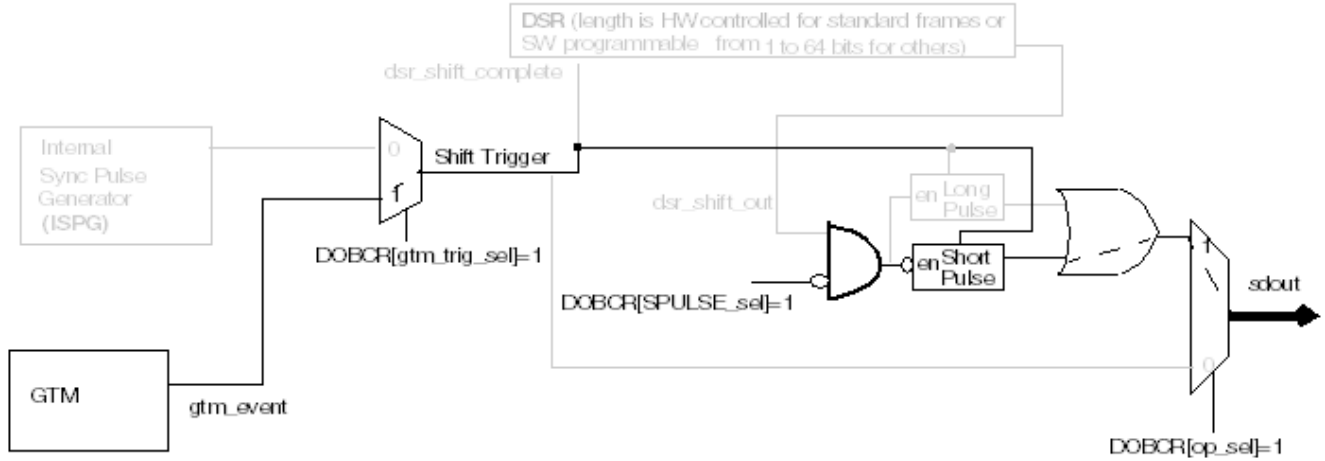 DSR (length is HW controlled for standard frames or
SW programmable from 1 to 64 bits for others)
dsr_shift_complete
Internal
Sync Pulse
Generator
(ISPG)
0
1
Shift Trigger
DOBCR[gtm_trig_sel]=1
dsr_shift_out
en Long
Pulse
en Short
Pulse
DOBCR[SPULSE_sel]=1
1
0
sdout
GTM
gtm_event
DOBCR[op_sel]=1